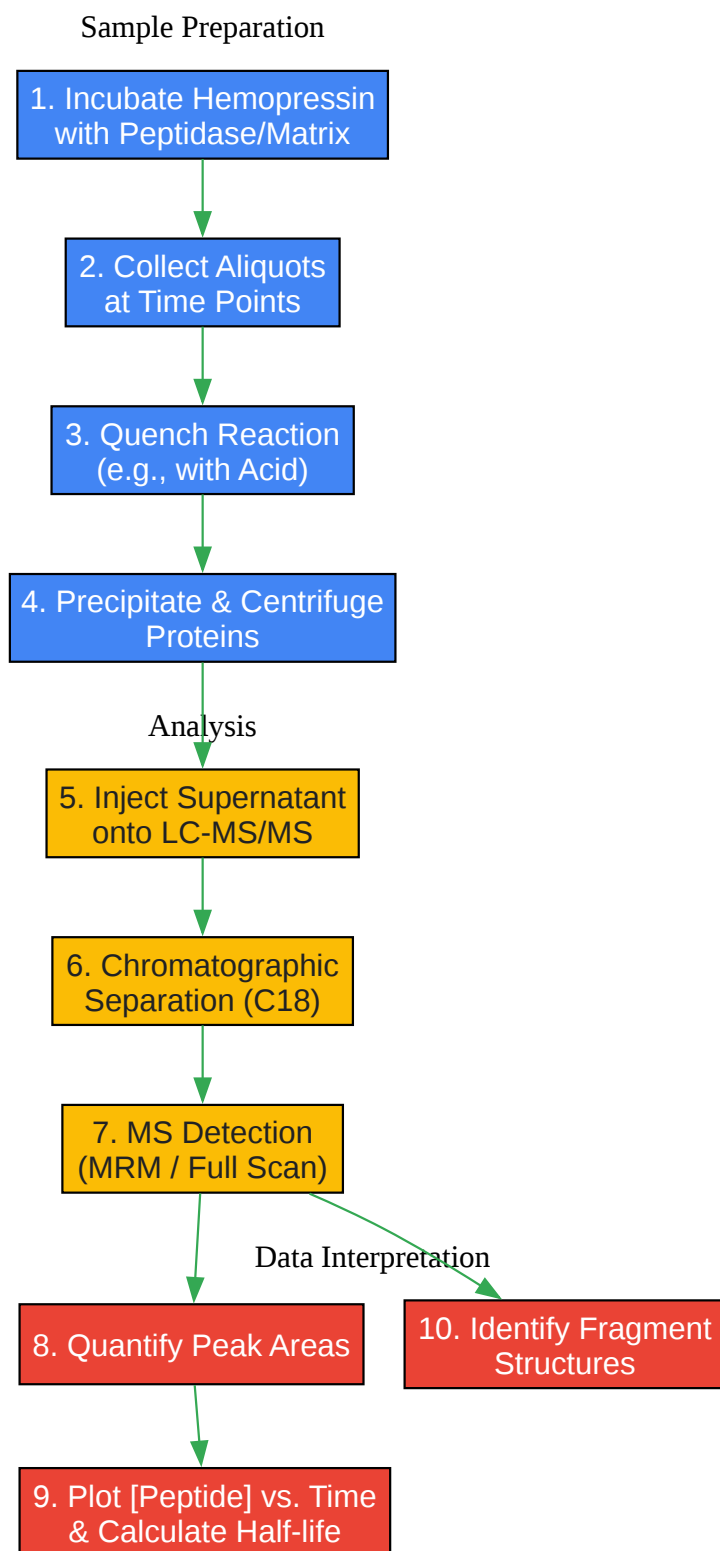 Sample Preparation
1. Incubate Hemopressin
with Peptidase/Matrix
2. Collect Aliquots
at Time Points
3. Quench Reaction
(e.g., with Acid)
4. Precipitate & Centrifuge
Proteins
Analysis
5. Inject Supernatant
onto LC-MS/MS
6. Chromatographic
Separation (C18)
7. MS Detection
(MRM / Full Scan)
Data Interpretation
8. Quantify Peak Areas
10. Identify Fragment
Structures
9. Plot [Peptide] vs. Time
& Calculate Half-life